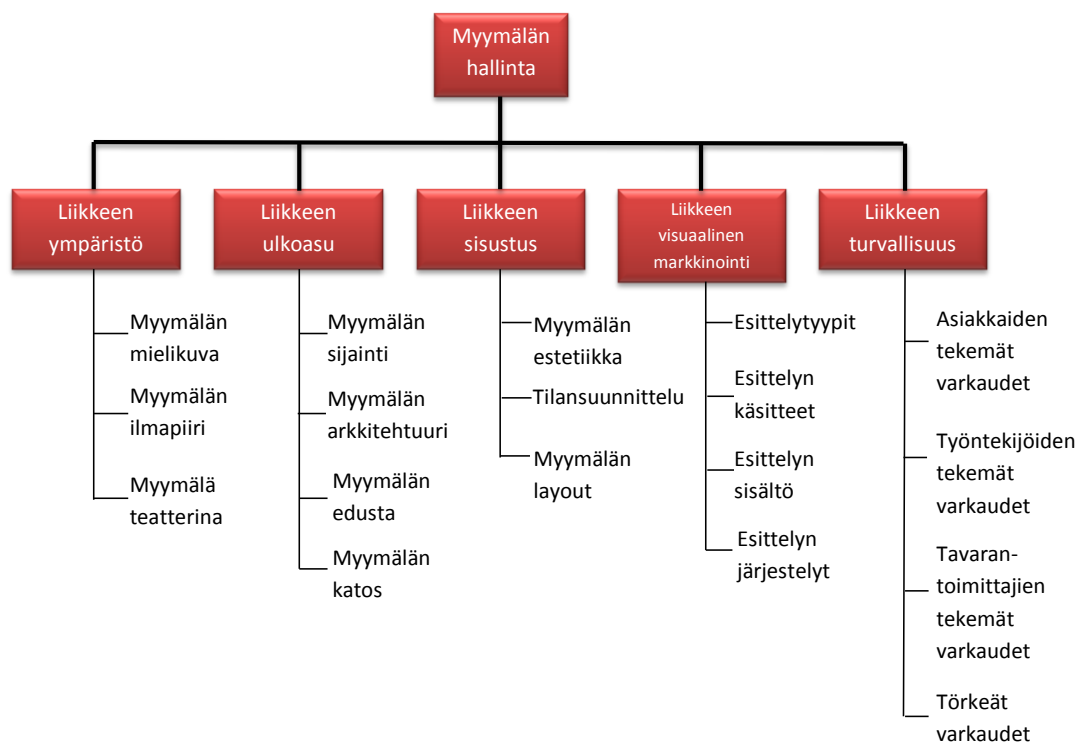 Myymälän
hallinta
Liikkeen
ympäristö
Myymälän
mielikuva
Myymälän
ilmapiiri
Myymälä
teatterina
Liikkeen
ulkoasu
Myymälän
sijainti
Myymälän
arkkitehtuuri
Myymälän
edusta
Myymälän
katos
Liikkeen
sisustus
Myymälän
estetiikka
Tilansuunnittelu
Myymälän
layout
Liikkeen
visuaalinen
markkinointi
Esittelytyypit
Esittelyn
käsitteet
Esittelyn
sisältö
Esittelyn
järjestelyt
Liikkeen
turvallisuus
Asiakkaiden
tekemät
varkaudet
Työntekijöiden
tekemät
varkaudet
Tavaran-
toimittajien
tekemät
varkaudet
Törkeät
varkaudet